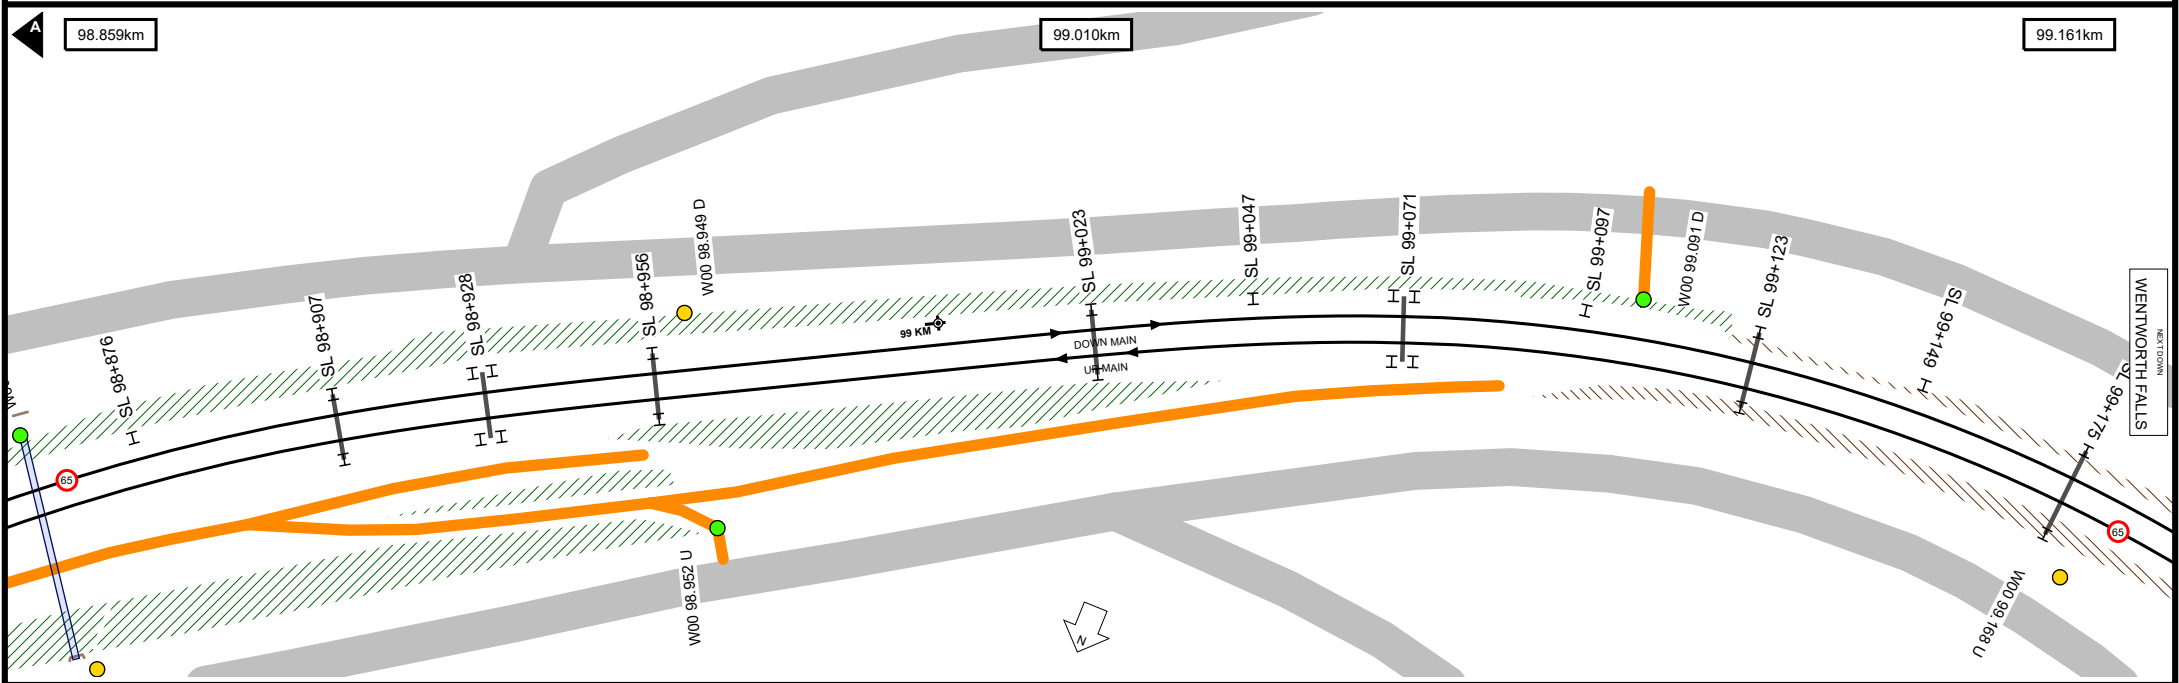 A
98.859km
99.010km
99.161km
SL 98+876
SL 98+907
SL 98+928
SL 98+956
W00 98.949 D
99 KM
SL 99+023
DOWN MAIN
UP MAIN
SL 99+047
SL 99+071
SL 99+097
W00 99.091 D
SL 99+123
SL 99+149
SL 99+175
NEXT DOWN
WENTWORTH FALLS
65
65
W00 98.952 U
N
W00 99.168 U